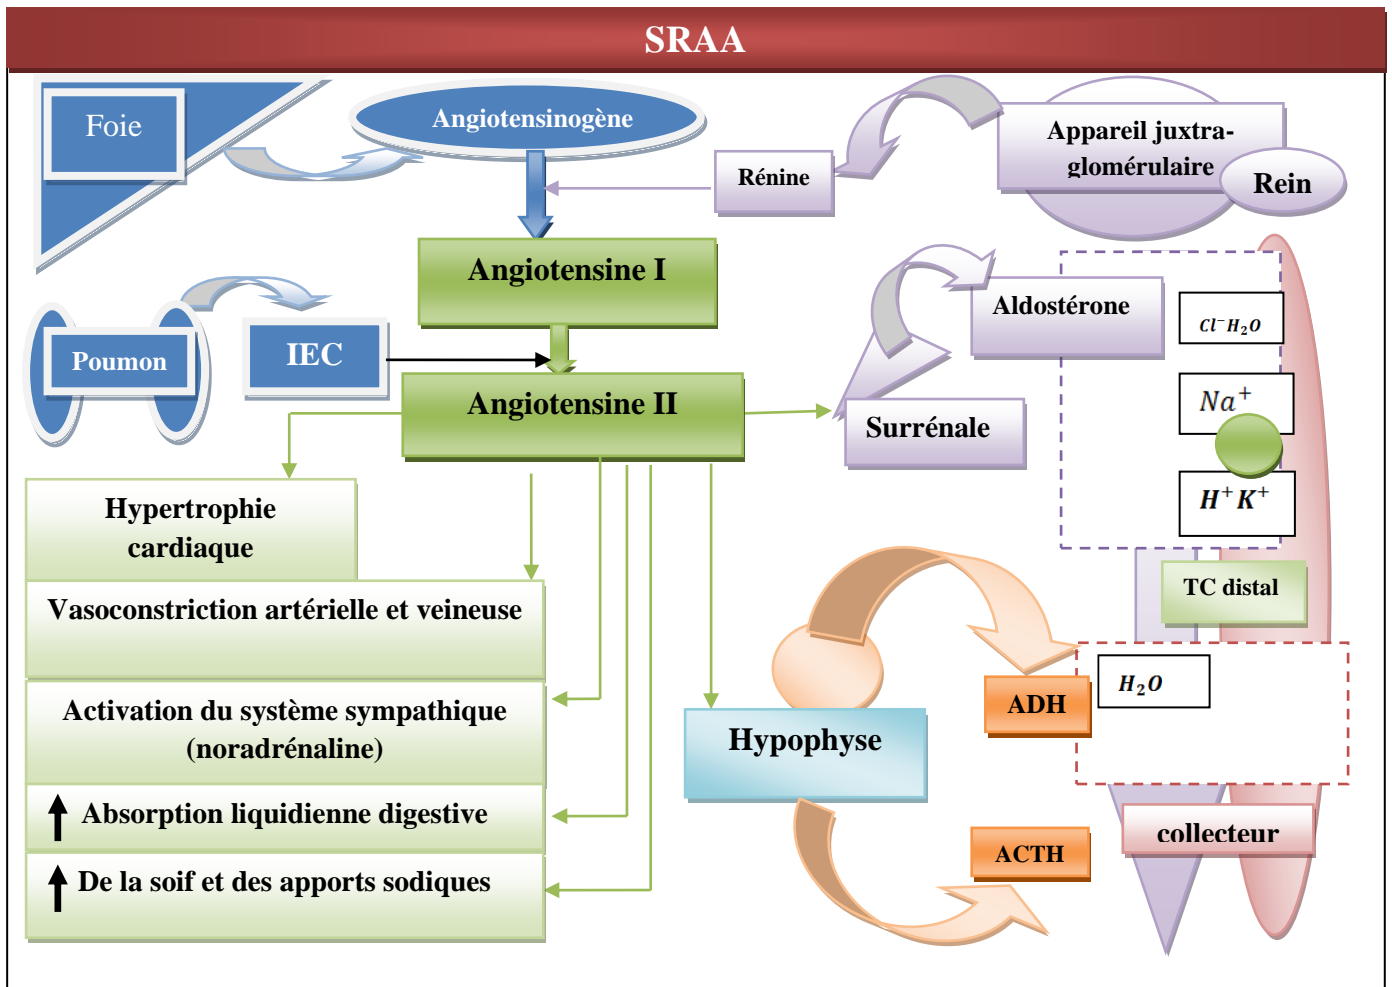 SRAA
Foie
Angiotensinogène
Appareil juxtra-
glomérulaire
Rein
Rénine
Angiotensine I
Aldostérone
Cl⁻H₂O
Poumon
IEC
Angiotensine II
Na⁺
Surrénale
H⁺K⁺
Hypertrophie
cardiaque
TC distal
Vasoconstriction artérielle et veineuse
H₂O
ADH
Activation du système sympathique
(noradrénaline)
Hypophyse
Absorption liquidienne digestive
collecteur
ACTH
De la soif et des apports sodiques